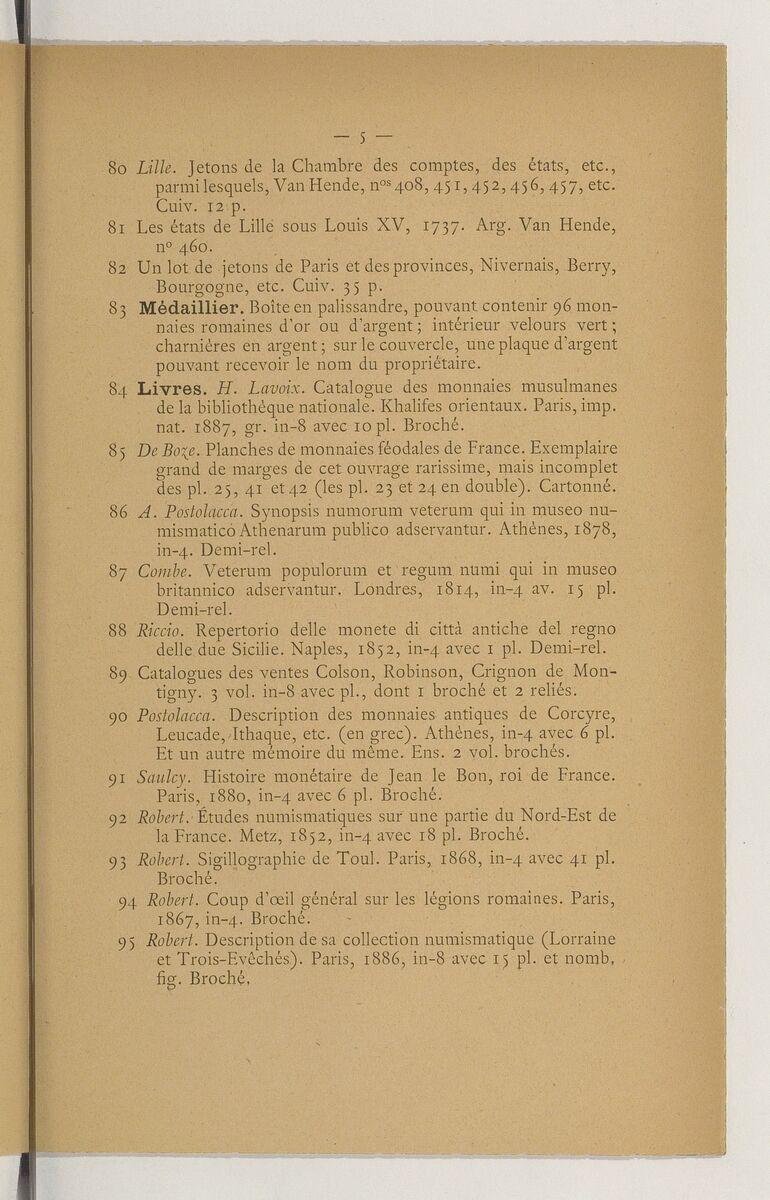 — 5 —
80 Lille. Jetons de la Chambre des comptes, des états, etc.,
parmi lesquels, Van Hende, nos 408, 451, 452, 456, 457, etc.
Cuiv. 12 p.
81 Les états de Lille sous Louis XV, 1737. Arg. Van Hende,
no 460.
82 Un lot de jetons de Paris et des provinces, Nivernais, Berry,
Bourgogne, etc. Cuiv. 35 p.
83 Médaillier. Boîte en palissandre, pouvant contenir 96 mon-
naies romaines d'or ou d'argent; intérieur velours vert;
charnières en argent; sur le couvercle, une plaque d'argent
pouvant recevoir le nom du propriétaire.
84 Livres. H. Lavoix. Catalogue des monnaies musulmanes
de la bibliothèque nationale. Khalifes orientaux. Paris, imp.
nat. 1887, gr. in-8 avec 10 pl. Broché.
85 De Boze. Planches de monnaies féodales de France. Exemplaire
grand de marges de cet ouvrage rarissime, mais incomplet
des pl. 25, 41 et 42 (les pl. 23 et 24 en double). Cartonné.
86 A. Postolacca. Synopsis numorum veterum qui in museo nu-
mismatico Athenarum publico adservantur. Athènes, 1878,
in-4. Demi-rel.
87 Combe. Veterum populorum et regum numi qui in museo
britannico adservantur. Londres, 1814, in-4 av. 15 pl.
Demi-rel.
88 Riccio. Repertorio delle monete di città antiche del regno
delle due Sicilie. Naples, 1852, in-4 avec 1 pl. Demi-rel.
89 Catalogues des ventes Colson, Robinson, Crignon de Mon-
tigny. 3 vol. in-8 avec pl., dont 1 broché et 2 reliés.
90 Postolacca. Description des monnaies antiques de Corcyre,
Leucade, Ithaque, etc. (en grec). Athènes, in-4 avec 6 pl.
Et un autre mémoire du même. Ens. 2 vol. brochés.
91 Saulcy. Histoire monétaire de Jean le Bon, roi de France.
Paris, 1880, in-4 avec 6 pl. Broché.
92 Robert. Études numismatiques sur une partie du Nord-Est de
la France. Metz, 1852, in-4 avec 18 pl. Broché.
93 Robert. Sigillographie de Toul. Paris, 1868, in-4 avec 41 pl.
Broché.
94 Robert. Coup d'œil général sur les légions romaines. Paris,
1867, in-4. Broché.
95 Robert. Description de sa collection numismatique (Lorraine
et Trois-Evêchés). Paris, 1886, in-8 avec 15 pl. et nomb.
fig. Broché.